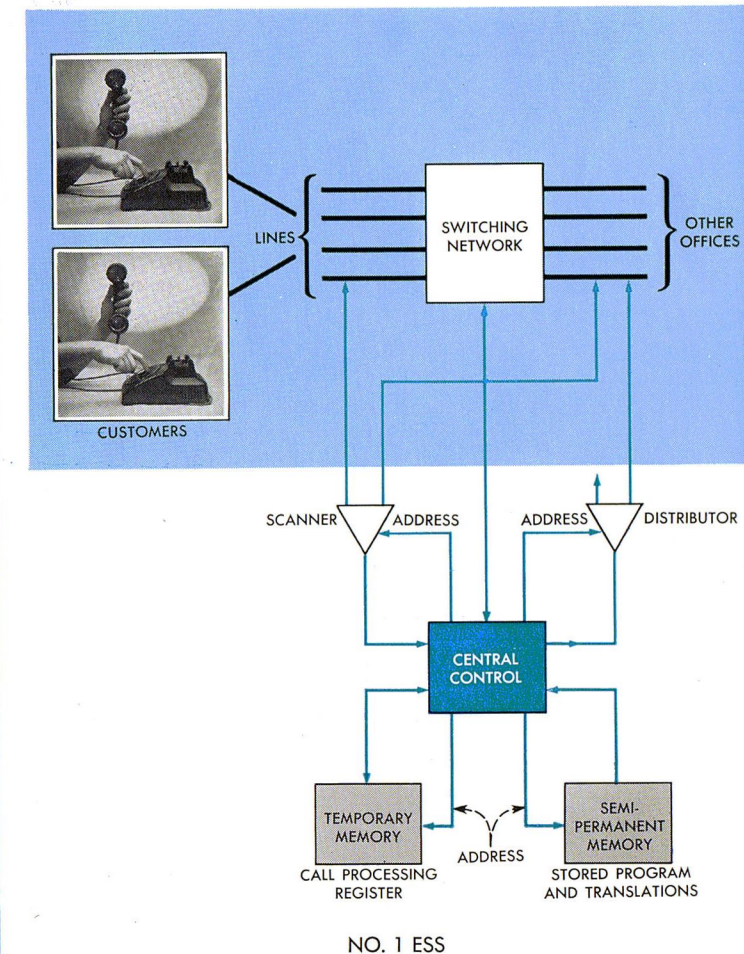 SWITCHING
NETWORK
LINES
OTHER
OFFICES
CUSTOMERS
SCANNER
ADDRESS
ADDRESS
DISTRIBUTOR
CENTRAL
CONTROL
TEMPORARY
MEMORY
SEMI-
PERMANENT
MEMORY
ADDRESS
CALL PROCESSING
REGISTER
STORED PROGRAM
AND TRANSLATIONS
NO. 1 ESS